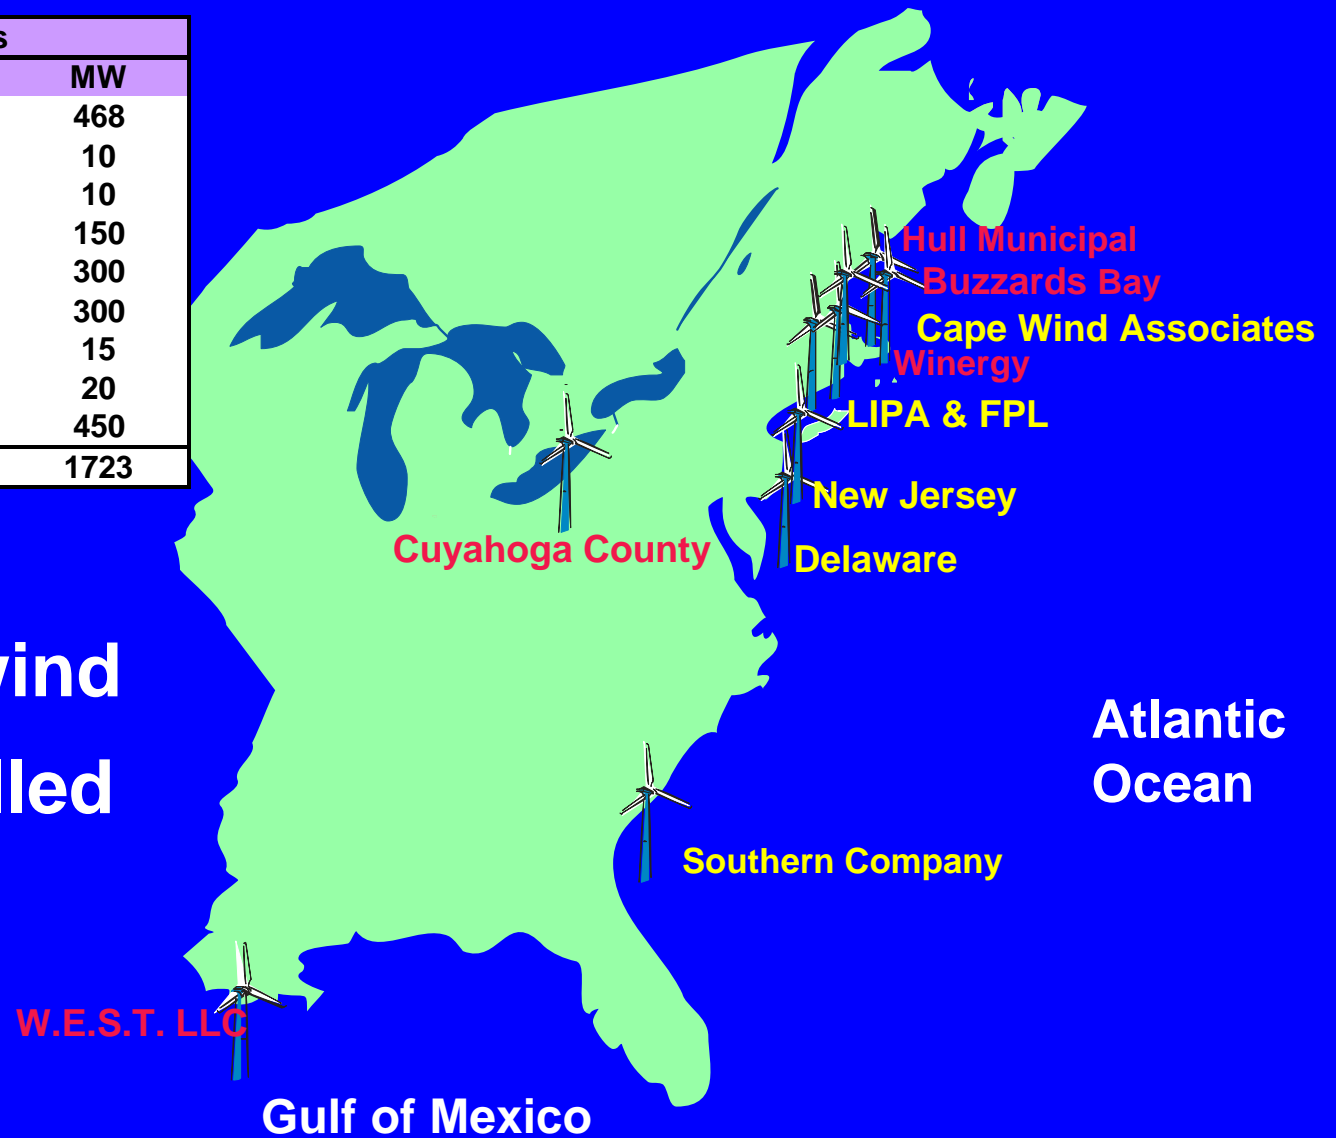 s
MW
468
10
10
150
300
300
15
20
450
1723
Hull Municipal
Buzzards Bay
Cape Wind Associates
Winergy
LIPA & FPL
New Jersey
Cuyahoga County
Delaware
wind
lled
Atlantic
Ocean
Southern Company
W.E.S.T. LLC
Gulf of Mexico